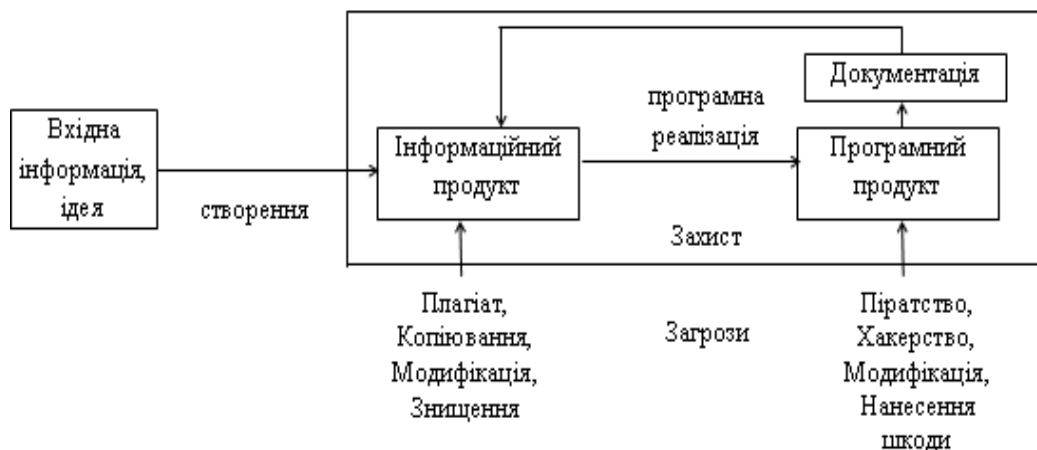 Документація
програмна
реалізація
Вхідна
інформація,
ідея
Інформаційний
продукт
Програмний
продукт
створення
Захист
Плагіат,
Копіювання,
Модифікація,
Знищення
Загрози
Піратство,
Хакерство,
Модифікація,
Нанесення
шкоди